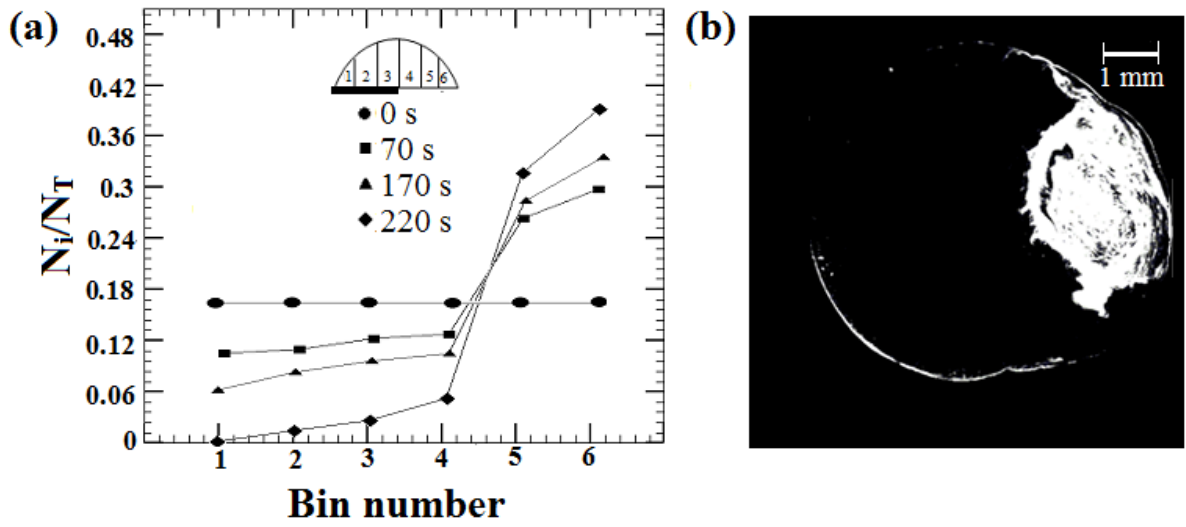 (a)
0.48
0.42
0.36
0.3
0.24
0.18
0.12
0.06
0
Ni/NT
1 2 3 4 5 6
0 s
70 s
170 s
220 s
1 2 3 4 5 6
Bin number
(b)
1 mm